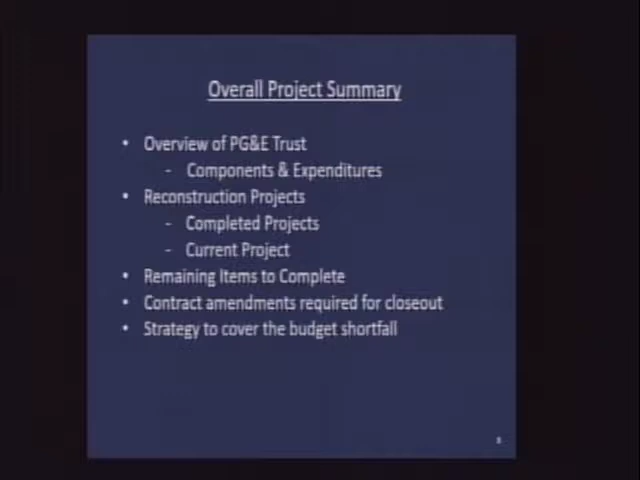 Overall Project Summary
• Overview of PG&E Trust
- Components & Expenditures
• Reconstruction Projects
- Completed Projects
- Current Project
• Remaining Items to Complete
• Contract amendments required for closeout
• Strategy to cover the budget shortfall